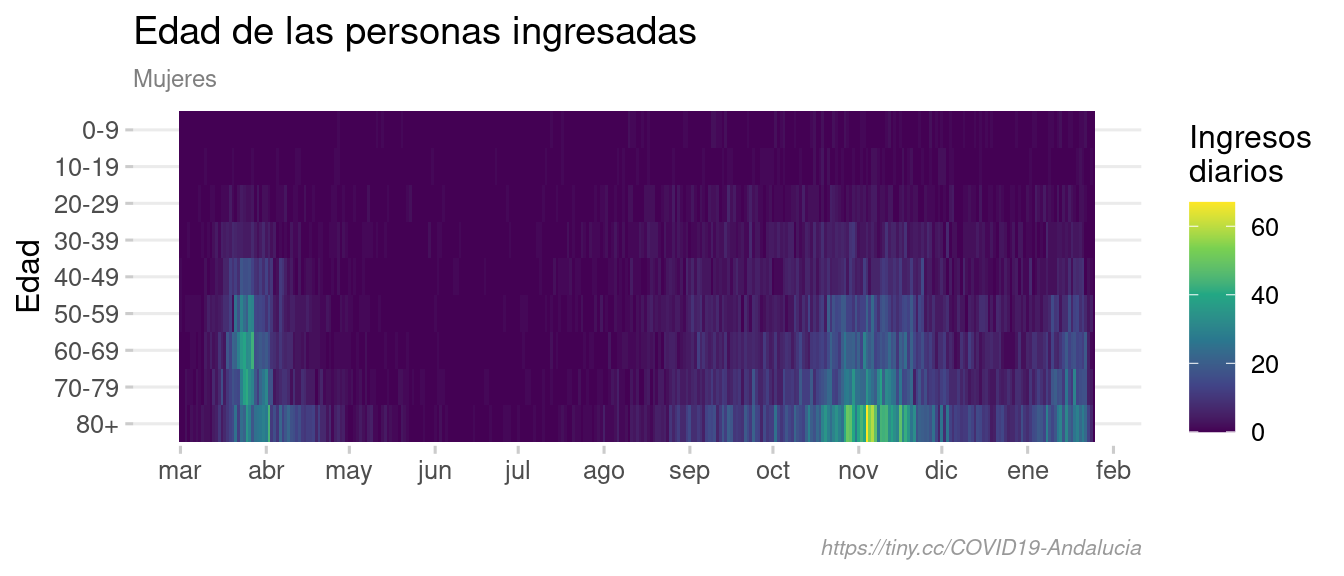 Edad de las personas ingresadas
Mujeres
Edad
0-9
10-19
20-29
30-39
40-49
50-59
60-69
70-79
80+
mar abr may jun jul ago sep oct nov dic ene feb
Ingresos
diarios
60
40
20
0
https://tiny.cc/COVID19-Andalucia